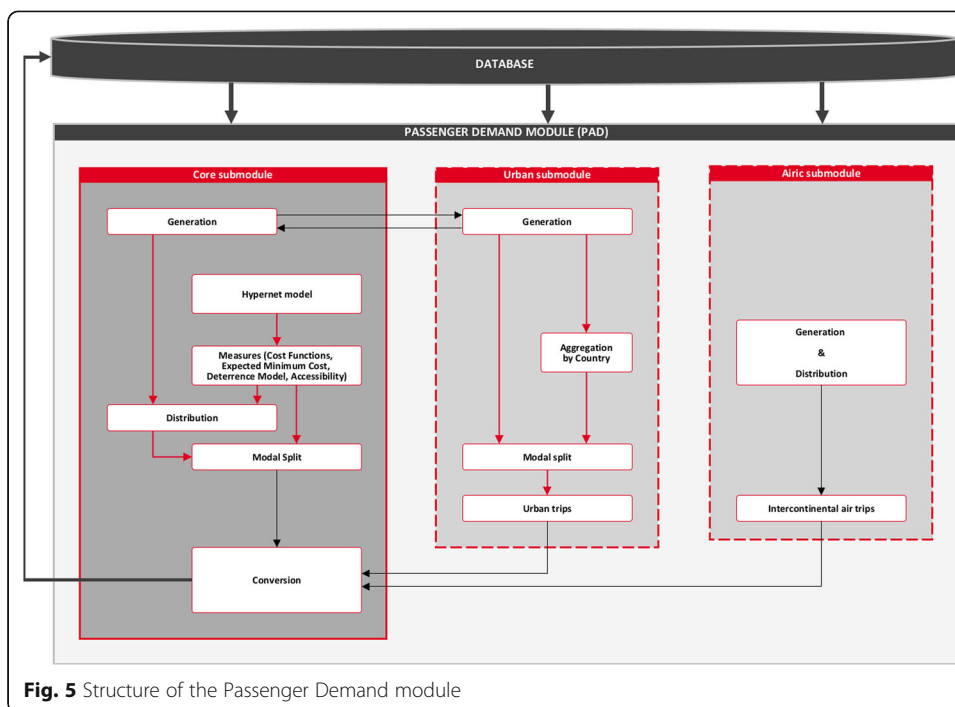 DATABASE
PASSENGER DEMAND MODULE (PAD)
Core submodule
Urban submodule
Airic submodule
Generation
Generation
Hypernet model
Generation
&
Distribution
Aggregation
by Country
Measures (Cost Functions,
Expected Minimum Cost,
Deterrence Model, Accessibility)
Distribution
Modal Split
Modal split
Urban trips
Intercontinental air trips
Conversion
Fig. 5 Structure of the Passenger Demand module